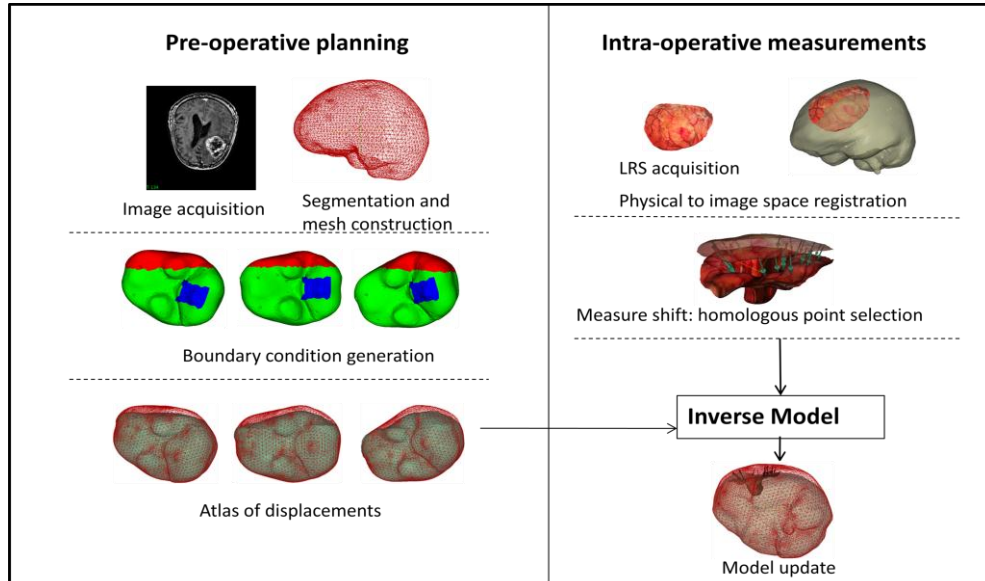 Pre-operative planning
Image acquisition
Segmentation and
mesh construction
Boundary condition generation
Atlas of displacements
Intra-operative measurements
LRS acquisition
Physical to image space registration
Measure shift: homologous point selection
Inverse Model
Model update